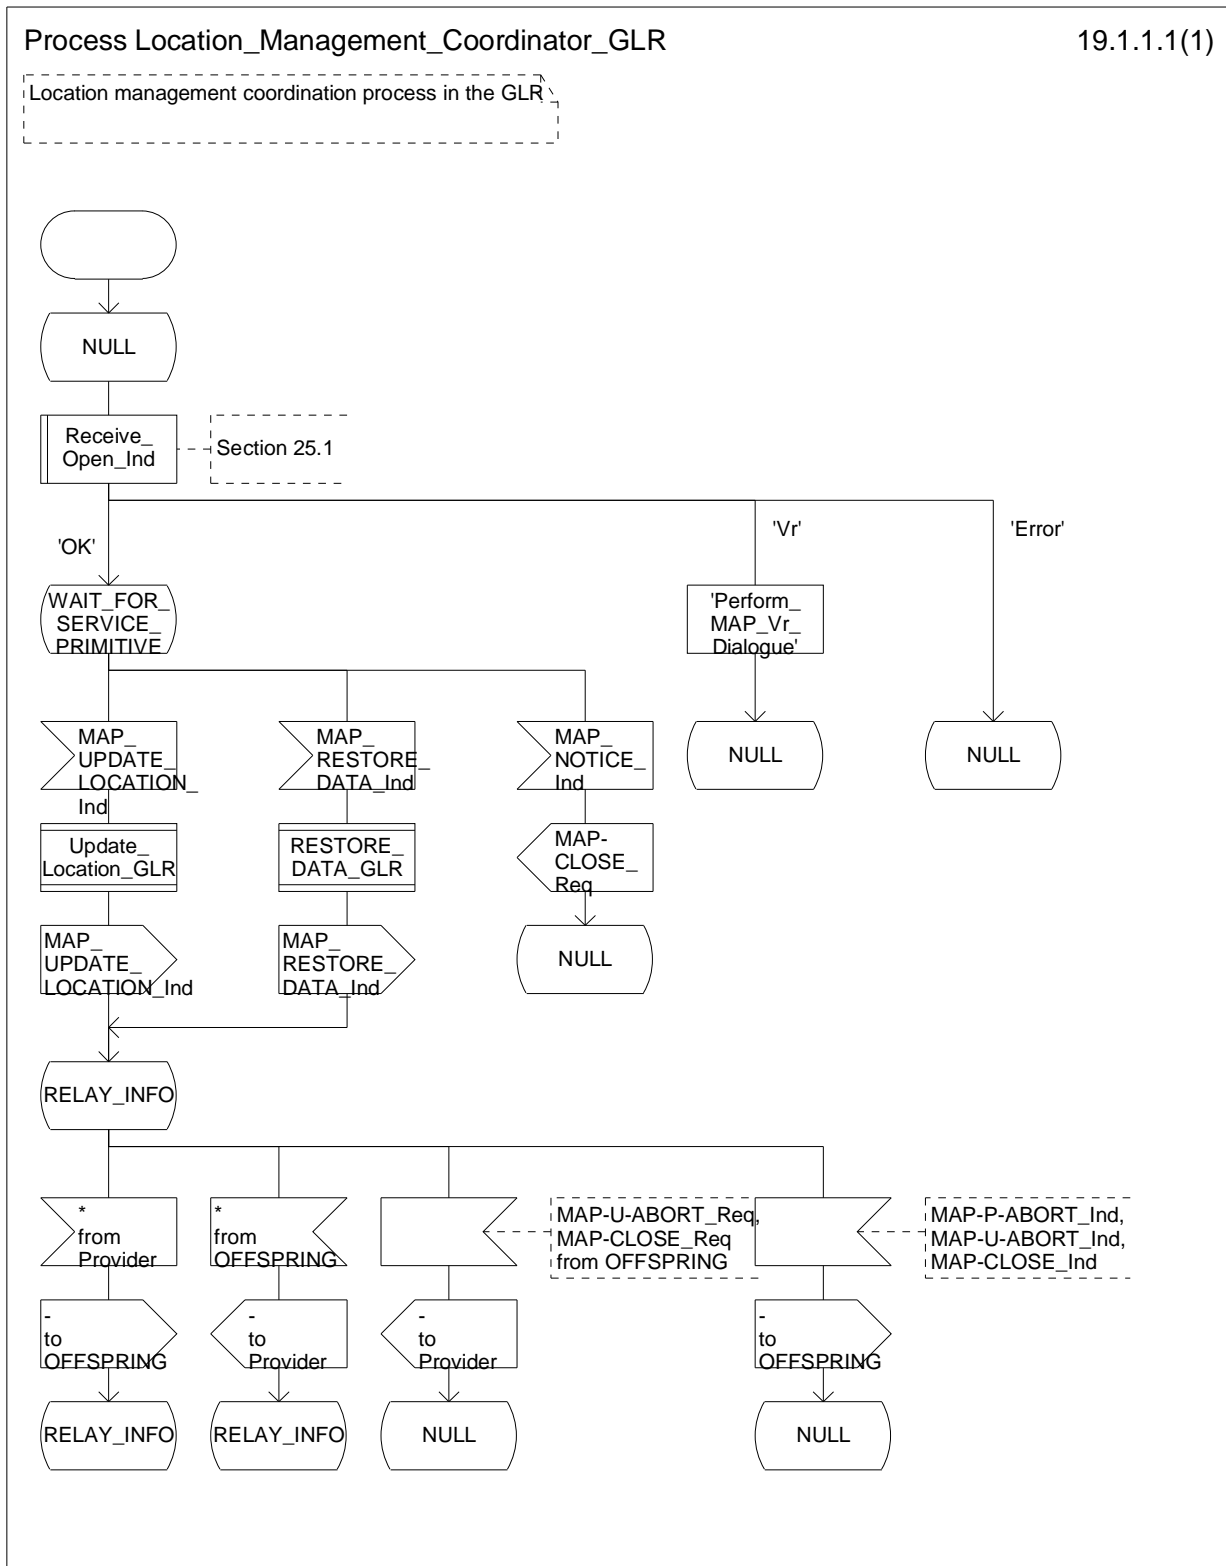 Process Location_Management_Coordinator_GLR
19.1.1.1(1)
Location management coordination process in the GLR
NULL
Receive_
Open_Ind
Section 25.1
'OK'
'Vr'
'Error'
WAIT_FOR_
SERVICE_
PRIMITIVE
'Perform_
MAP_Vr_
Dialogue'
MAP_
UPDATE_
LOCATION_
Ind
MAP_
RESTORE_
DATA_Ind
MAP_
NOTICE_
Ind
NULL
NULL
Update_
Location_GLR
RESTORE_
DATA_GLR
MAP-
CLOSE_
Req
MAP_
UPDATE_
LOCATION_Ind
MAP_
RESTORE_
DATA_Ind
NULL
RELAY_INFO
*
from
Provider
*
from
OFFSPRING
MAP-U-ABORT_Req,
MAP-CLOSE_Req
from OFFSPRING
MAP-P-ABORT_Ind,
MAP-U-ABORT_Ind,
MAP-CLOSE_Ind
-
to
OFFSPRING
-
to
Provider
-
to
Provider
-
to
OFFSPRING
RELAY_INFO
RELAY_INFO
NULL
NULL